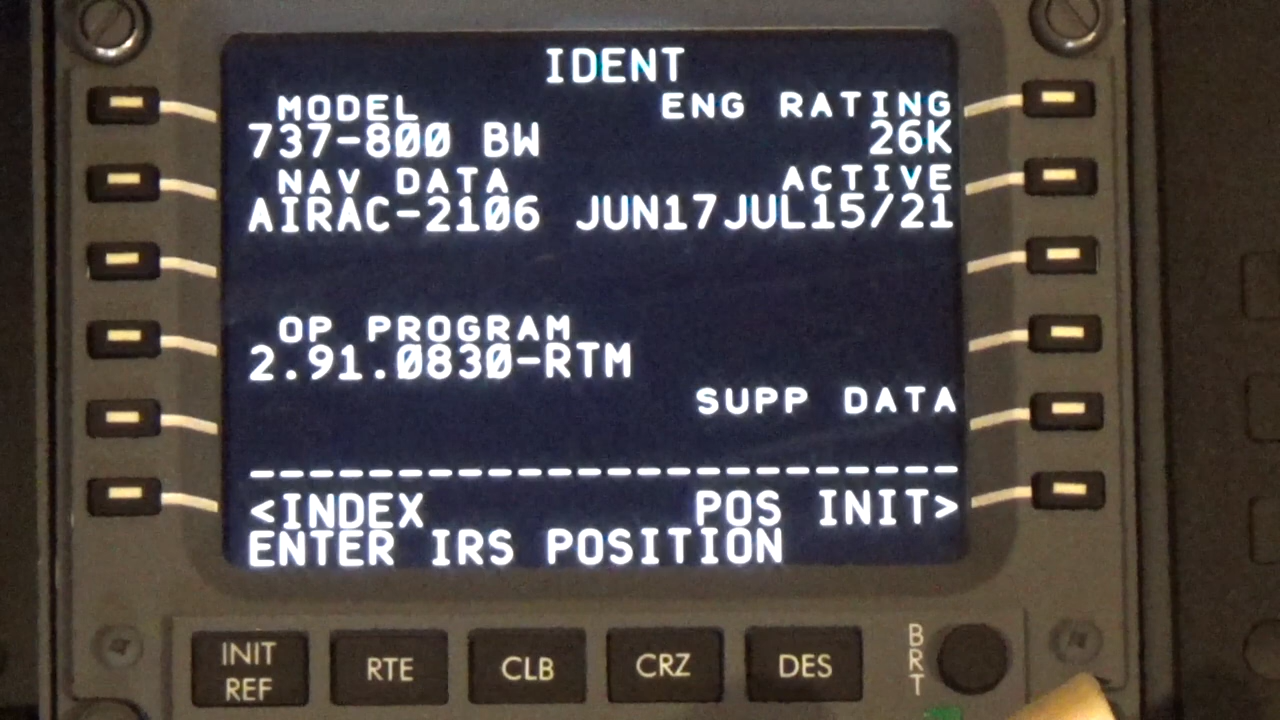 IDENT
MODEL ENG RATING
737-800 BW 26K
NAV DATA ACTIVE
AIRAC-2106 JUN17JUL15/21
OP PROGRAM
2.91.0830-RTM
SUPP DATA
------------------------
<INDEX POS INIT>
ENTER IRS POSITION
INIT REF RTE CLB CRZ DES BRT